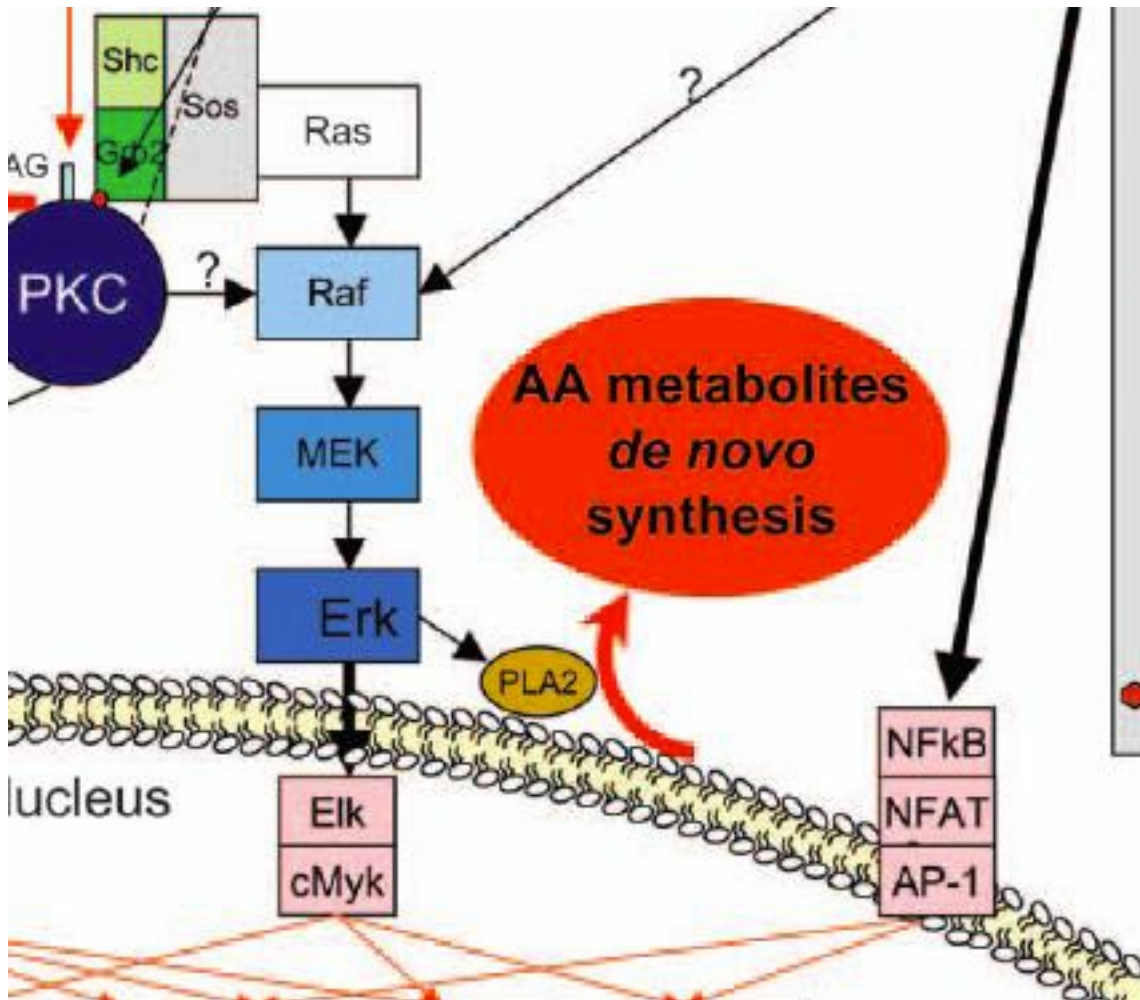 Shc
Sos
Grb2
Ras
?
AG
?
PKC
Raf
AA metabolites
de novo
synthesis
MEK
Erk
PLA2
NFkB
NFAT
AP-1
lucleus
Elk
cMyk